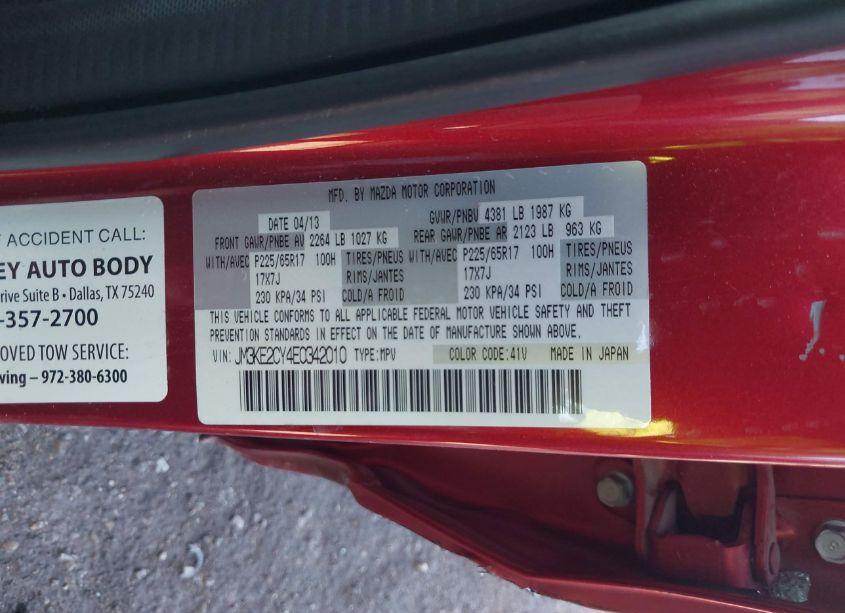 Y ACCIDENT CALL:
EY AUTO BODY
rive Suite B • Dallas, TX 75240
-357-2700
OVED TOW SERVICE:
wing – 972-380-6300
MFD. BY MAZDA MOTOR CORPORATION
DATE 04/13 GVWR/PNBV 4381 LB 1987 KG
FRONT GAWR/PNBE AV 2264 LB 1027 KG REAR GAWR/PNBE AR 2123 LB 963 KG
WITH/AVEC P225/65R17 100H TIRES/PNEUS WITH/AVEC P225/65R17 100H TIRES/PNEUS
17X7J RIMS/JANTES 17X7J RIMS/JANTES
230 KPA/34 PSI COLD/A FROID 230 KPA/34 PSI COLD/A FROID
THIS VEHICLE CONFORMS TO ALL APPLICABLE FEDERAL MOTOR VEHICLE SAFETY AND THEFT
PREVENTION STANDARDS IN EFFECT ON THE DATE OF MANUFACTURE SHOWN ABOVE.
VIN: JM3KE2CY4E0342010 TYPE:MPV COLOR CODE:41V MADE IN JAPAN